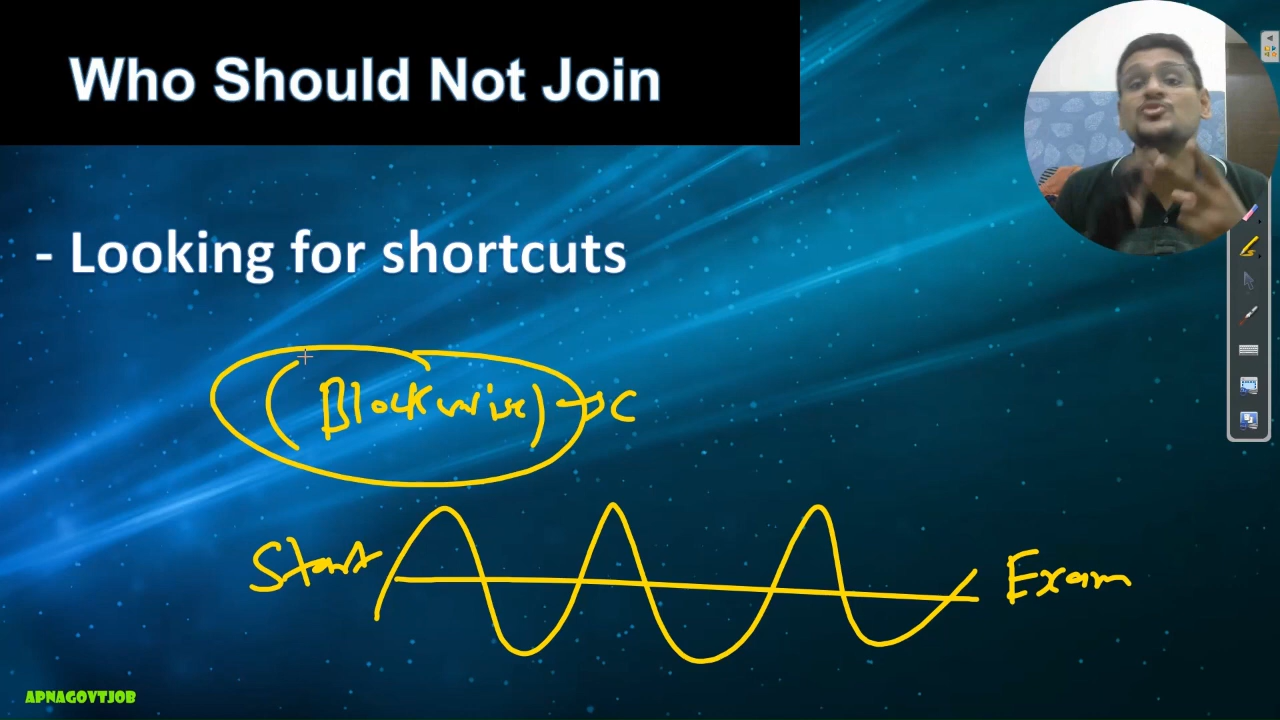 Who Should Not Join
- Looking for shortcuts
(Blockwise) → C
Start
Exam
APNAGOVTJOB